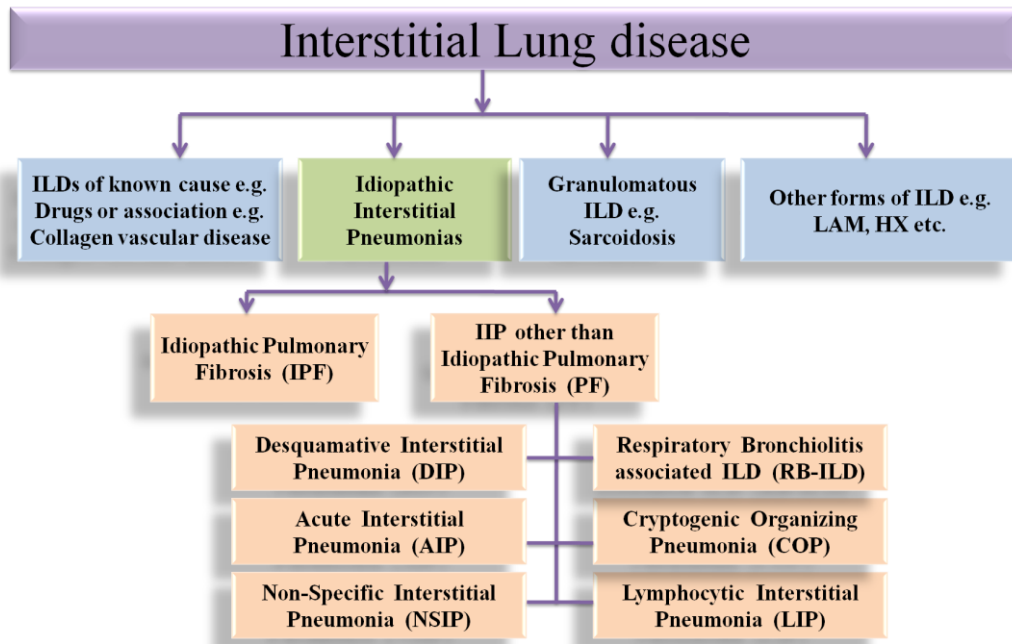 Interstitial Lung disease
ILDs of known cause e.g.
Drugs or association e.g.
Collagen vascular disease
Idiopathic
Interstitial
Pneumonias
Granulomatous
ILD e.g.
Sarcoidosis
Other forms of ILD e.g.
LAM, HX etc.
Idiopathic Pulmonary
Fibrosis (IPF)
IIP other than
Idiopathic Pulmonary
Fibrosis (PF)
Desquamative Interstitial
Pneumonia (DIP)
Respiratory Bronchiolitis
associated ILD (RB-ILD)
Acute Interstitial
Pneumonia (AIP)
Cryptogenic Organizing
Pneumonia (COP)
Non-Specific Interstitial
Pneumonia (NSIP)
Lymphocytic Interstitial
Pneumonia (LIP)